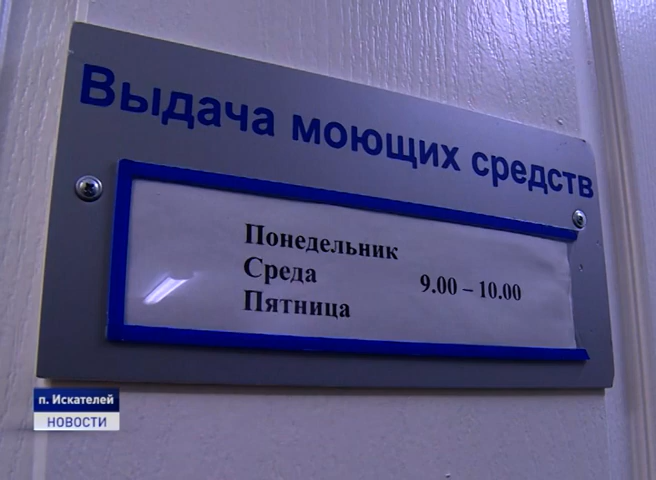 Выдача моющих средств
Понедельник
Среда
Пятница
9.00 – 10.00
п. Искателей
НОВОСТИ